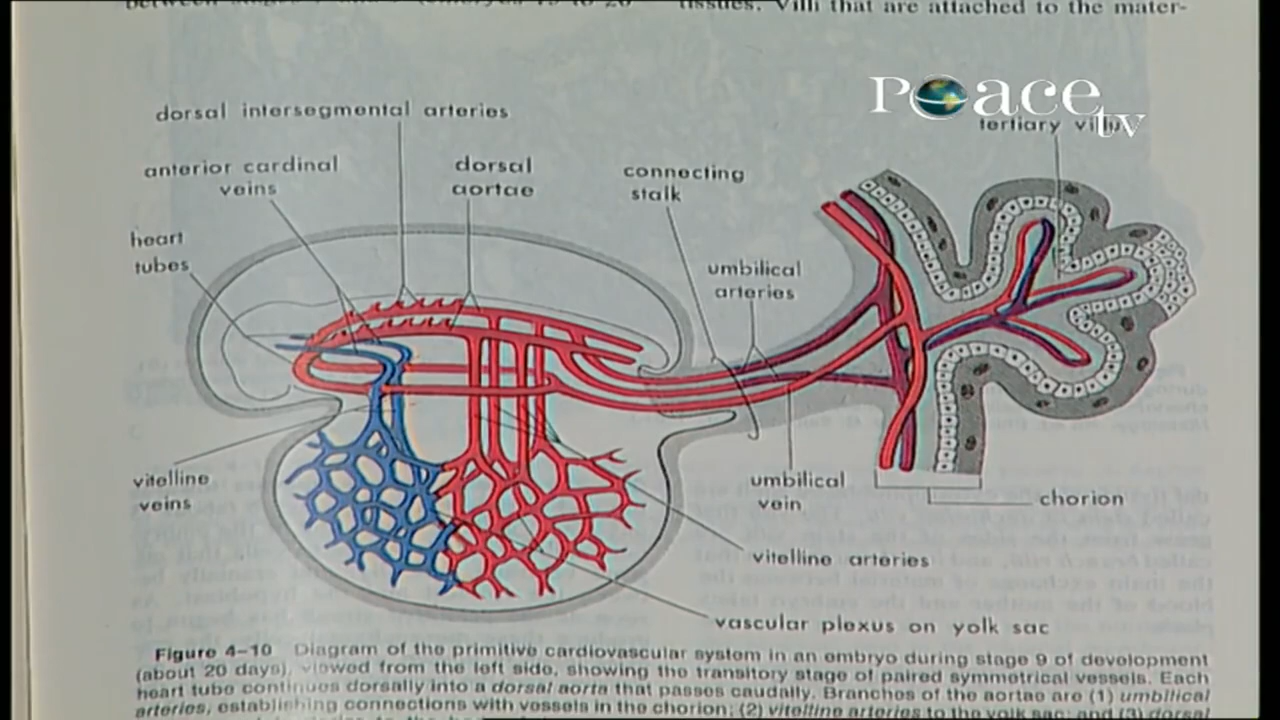 between stages
tissues. Villi that are attached to the mater-
Peace tv
tertiary villus
dorsal intersegmental arteries
anterior cardinal
veins
dorsal
aortae
connecting
stalk
heart
tubes
umbilical
arteries
vitelline
veins
umbilical
vein
chorion
vitelline arteries
vascular plexus on yolk sac
Figure 4-10 Diagram of the primitive cardiovascular system in an embryo during stage 9 of development
(about 20 days), viewed from the left side, showing the transitory stage of paired symmetrical vessels. Each
heart tube continues dorsally into a dorsal aorta that passes caudally. Branches of the aortae are (1) umbilical
arteries, establishing connections with vessels in the chorion; (2) vitelline arteries to the yolk sac; and (3) dorsal